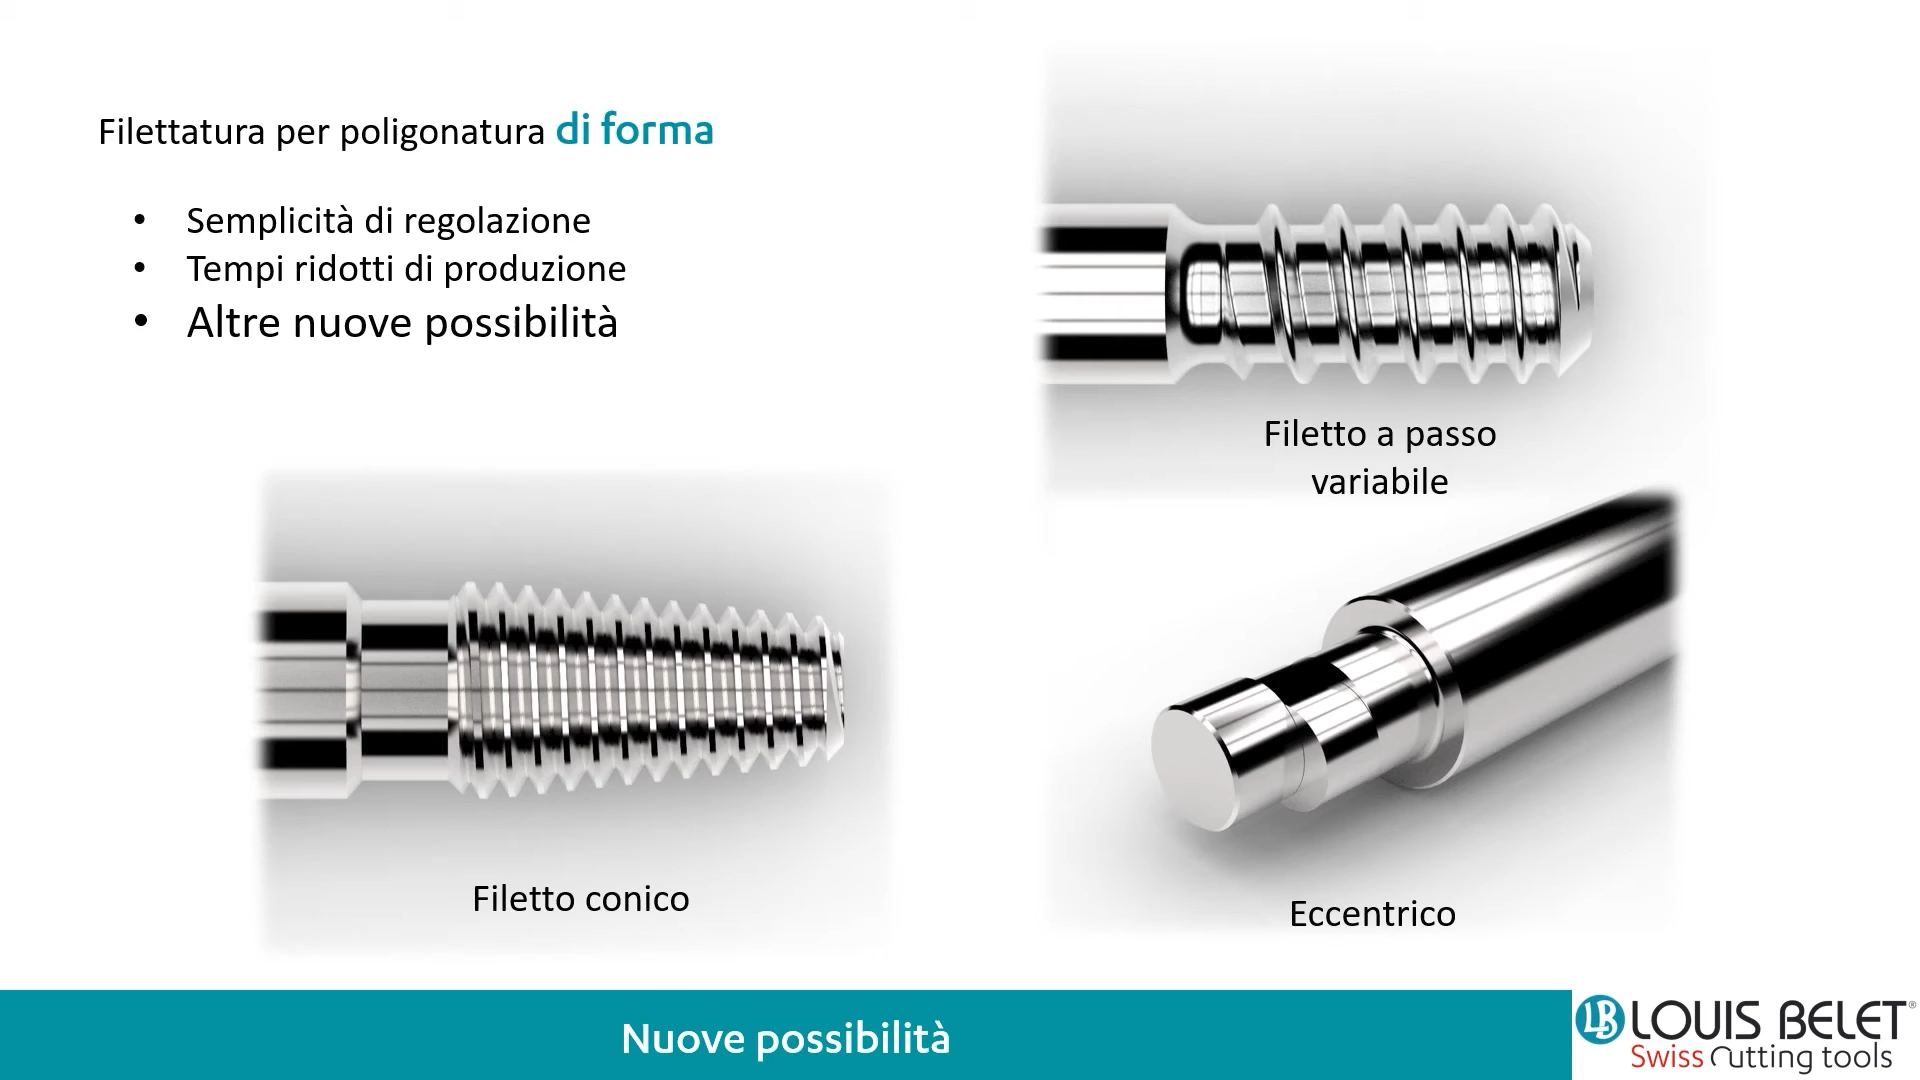 Filettatura per poligonatura di forma
• Semplicità di regolazione
• Tempi ridotti di produzione
• Altre nuove possibilità
Filetto a passo
variabile
Filetto conico
Eccentrico
Nuove possibilità
LB LOUIS BELET®
Swiss Cutting tools